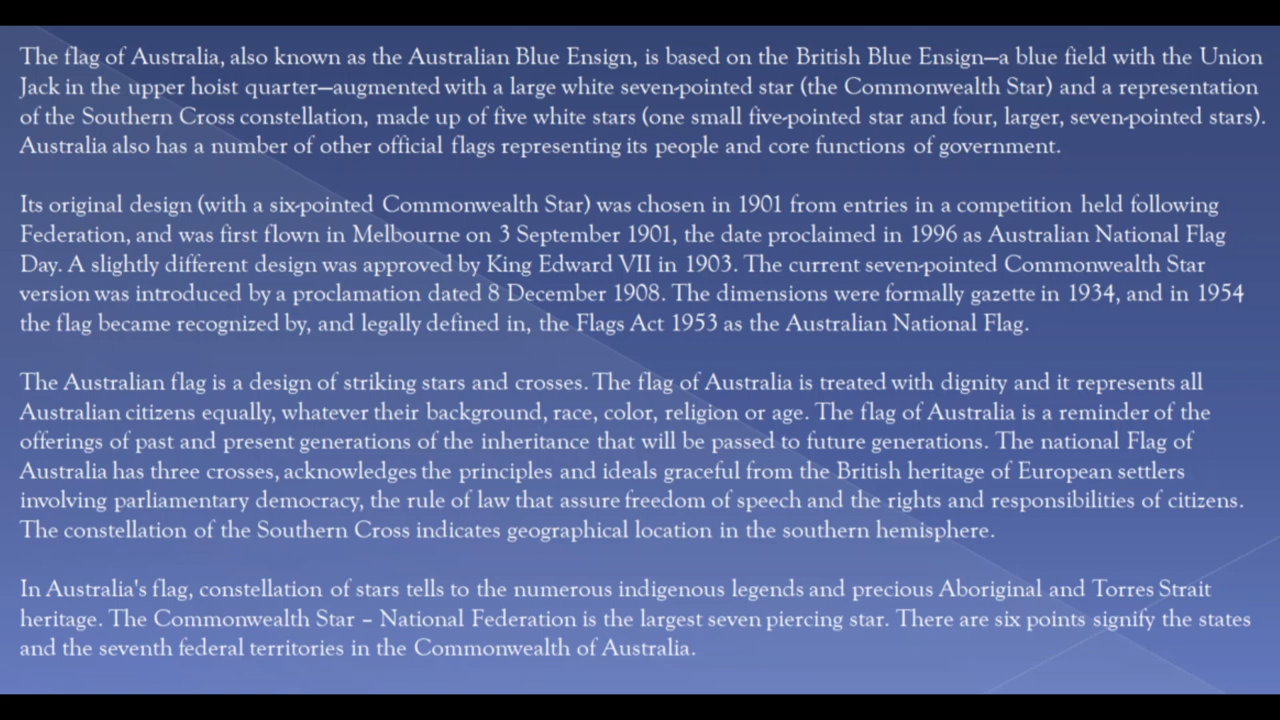 The flag of Australia, also known as the Australian Blue Ensign, is based on the British Blue Ensign—a blue field with the Union
Jack in the upper hoist quarter—augmented with a large white seven-pointed star (the Commonwealth Star) and a representation
of the Southern Cross constellation, made up of five white stars (one small five-pointed star and four, larger, seven-pointed stars).
Australia also has a number of other official flags representing its people and core functions of government.
Its original design (with a six-pointed Commonwealth Star) was chosen in 1901 from entries in a competition held following
Federation, and was first flown in Melbourne on 3 September 1901, the date proclaimed in 1996 as Australian National Flag
Day. A slightly different design was approved by King Edward VII in 1903. The current seven-pointed Commonwealth Star
version was introduced by a proclamation dated 8 December 1908. The dimensions were formally gazette in 1934, and in 1954
the flag became recognized by, and legally defined in, the Flags Act 1953 as the Australian National Flag.
The Australian flag is a design of striking stars and crosses. The flag of Australia is treated with dignity and it represents all
Australian citizens equally, whatever their background, race, color, religion or age. The flag of Australia is a reminder of the
offerings of past and present generations of the inheritance that will be passed to future generations. The national Flag of
Australia has three crosses, acknowledges the principles and ideals graceful from the British heritage of European settlers
involving parliamentary democracy, the rule of law that assure freedom of speech and the rights and responsibilities of citizens.
The constellation of the Southern Cross indicates geographical location in the southern hemisphere.
In Australia's flag, constellation of stars tells to the numerous indigenous legends and precious Aboriginal and Torres Strait
heritage. The Commonwealth Star – National Federation is the largest seven piercing star. There are six points signify the states
and the seventh federal territories in the Commonwealth of Australia.